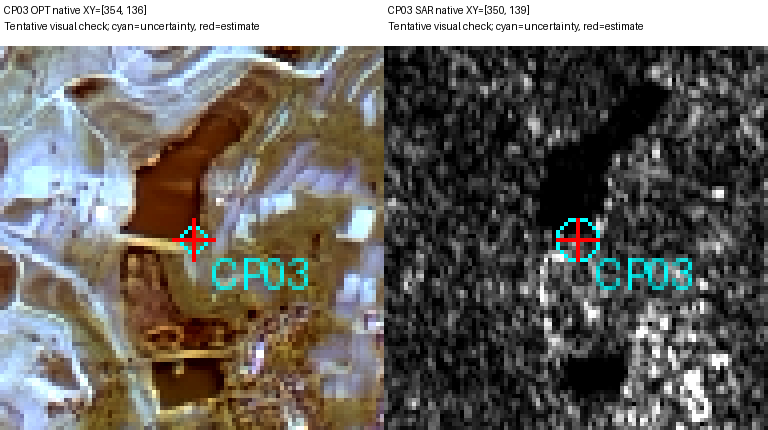 CP03 OPT native XY=[354, 136]
Tentative visual check; cyan=uncertainty, red=estimate
CP03 SAR native XY=[350, 139]
Tentative visual check; cyan=uncertainty, red=estimate
CP03
CP03